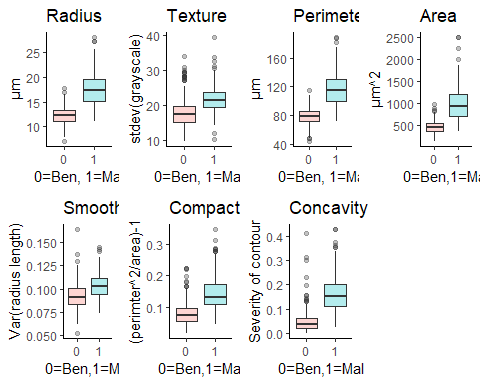 Radius
Texture
Perimete
Area
µm
25
20
15
10
0
1
0=Ben, 1=Ma
stdev(grayscale)
40
30
20
10
0
1
0=Ben, 1=Ma
µm
160
120
80
40
0
1
0=Ben, 1=Ma
µm^2
2500
2000
1500
1000
500
0
1
0=Ben, 1=Ma
Smooth
Compact
Concavity
Var(radius length)
0.150
0.125
0.100
0.075
0.050
0
1
0=Ben,1=M
(perimter^2/area)-1
0.3
0.2
0.1
0
1
0=Ben,1=Ma
Severity of contour
0.4
0.3
0.2
0.1
0.0
0
1
0=Ben,1=Mal